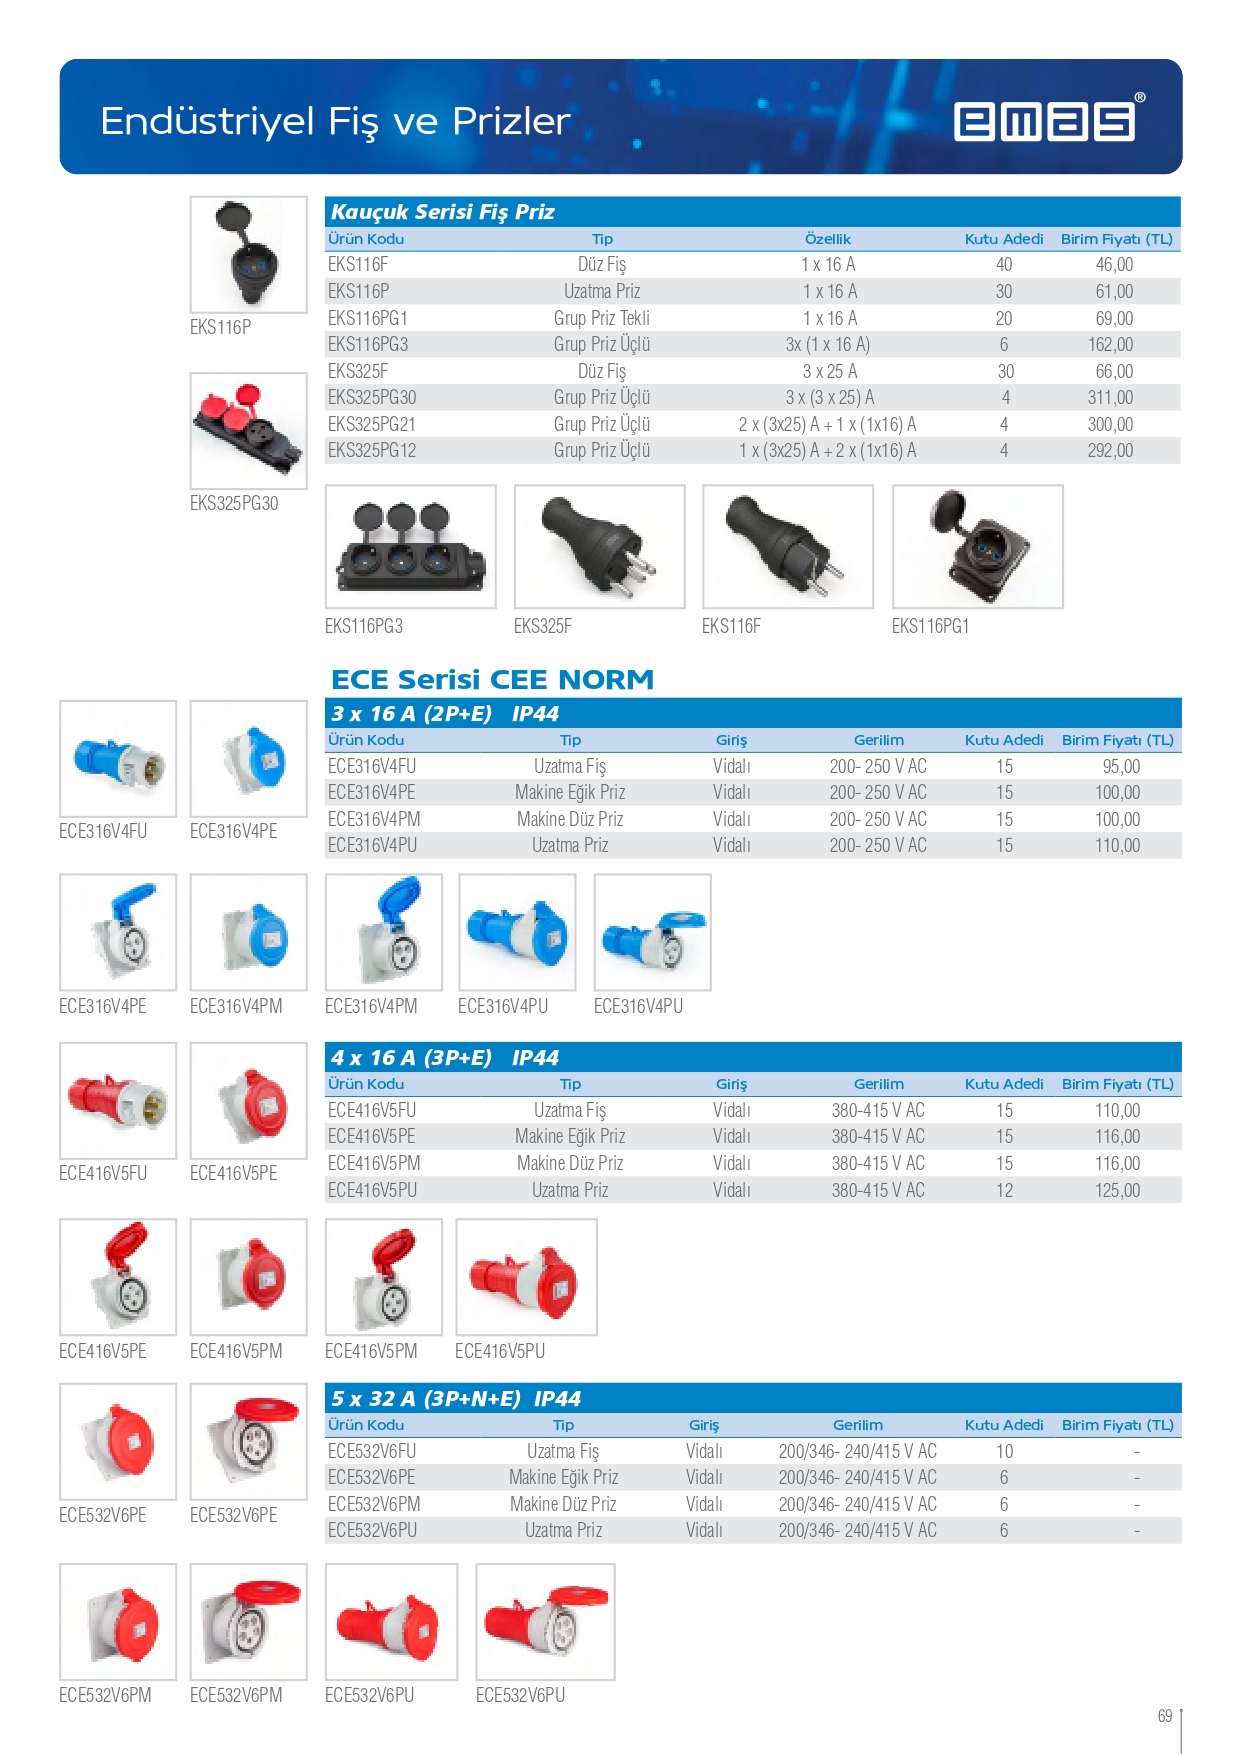 Endüstriyel Fiş ve Prizler
emas®
Kauçuk Serisi Fiş Priz
Ürün Kodu Tip Özellik Kutu Adedi Birim Fiyatı (TL)
EKS116F Düz Fiş 1 x 16 A 40 46,00
EKS116P Uzatma Priz 1 x 16 A 30 61,00
EKS116PG1 Grup Priz Tekli 1 x 16 A 20 69,00
EKS116PG3 Grup Priz Üçlü 3x (1 x 16 A) 6 162,00
EKS325F Düz Fiş 3 x 25 A 30 66,00
EKS325PG30 Grup Priz Üçlü 3 x (3 x 25) A 4 311,00
EKS325PG21 Grup Priz Üçlü 2 x (3x25) A + 1 x (1x16) A 4 300,00
EKS325PG12 Grup Priz Üçlü 1 x (3x25) A + 2 x (1x16) A 4 292,00
EKS116P
EKS325PG30
EKS116PG3 EKS325F EKS116F EKS116PG1
ECE Serisi CEE NORM
3 x 16 A (2P+E) IP44
Ürün Kodu Tip Giriş Gerilim Kutu Adedi Birim Fiyatı (TL)
ECE316V4FU Uzatma Fiş Vidalı 200- 250 V AC 15 95,00
ECE316V4PE Makine Eğik Priz Vidalı 200- 250 V AC 15 100,00
ECE316V4PM Makine Düz Priz Vidalı 200- 250 V AC 15 100,00
ECE316V4PU Uzatma Priz Vidalı 200- 250 V AC 15 110,00
ECE316V4FU ECE316V4PE
ECE316V4PE ECE316V4PM ECE316V4PM ECE316V4PU ECE316V4PU
4 x 16 A (3P+E) IP44
Ürün Kodu Tip Giriş Gerilim Kutu Adedi Birim Fiyatı (TL)
ECE416V5FU Uzatma Fiş Vidalı 380-415 V AC 15 110,00
ECE416V5PE Makine Eğik Priz Vidalı 380-415 V AC 15 116,00
ECE416V5PM Makine Düz Priz Vidalı 380-415 V AC 15 116,00
ECE416V5PU Uzatma Priz Vidalı 380-415 V AC 12 125,00
ECE416V5FU ECE416V5PE
ECE416V5PE ECE416V5PM ECE416V5PM ECE416V5PU
5 x 32 A (3P+N+E) IP44
Ürün Kodu Tip Giriş Gerilim Kutu Adedi Birim Fiyatı (TL)
ECE532V6FU Uzatma Fiş Vidalı 200/346- 240/415 V AC 10 -
ECE532V6PE Makine Eğik Priz Vidalı 200/346- 240/415 V AC 6 -
ECE532V6PM Makine Düz Priz Vidalı 200/346- 240/415 V AC 6 -
ECE532V6PU Uzatma Priz Vidalı 200/346- 240/415 V AC 6 -
ECE532V6PE ECE532V6PE
ECE532V6PM ECE532V6PM ECE532V6PU ECE532V6PU
69